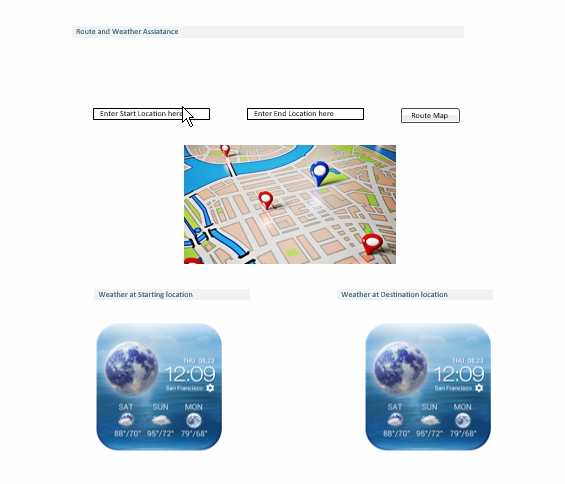 Route and Weather Assiatance
Enter Start Location here
Enter End Location here
Route Map
Weather at Starting location
Weather at Destination location
THU 08,23
12:09
San Francisco
SAT SUN MON
88°/70° 95°/72° 79°/68°
THU 08,23
12:09
San Francisco
SAT SUN MON
88°/70° 95°/72° 79°/68°